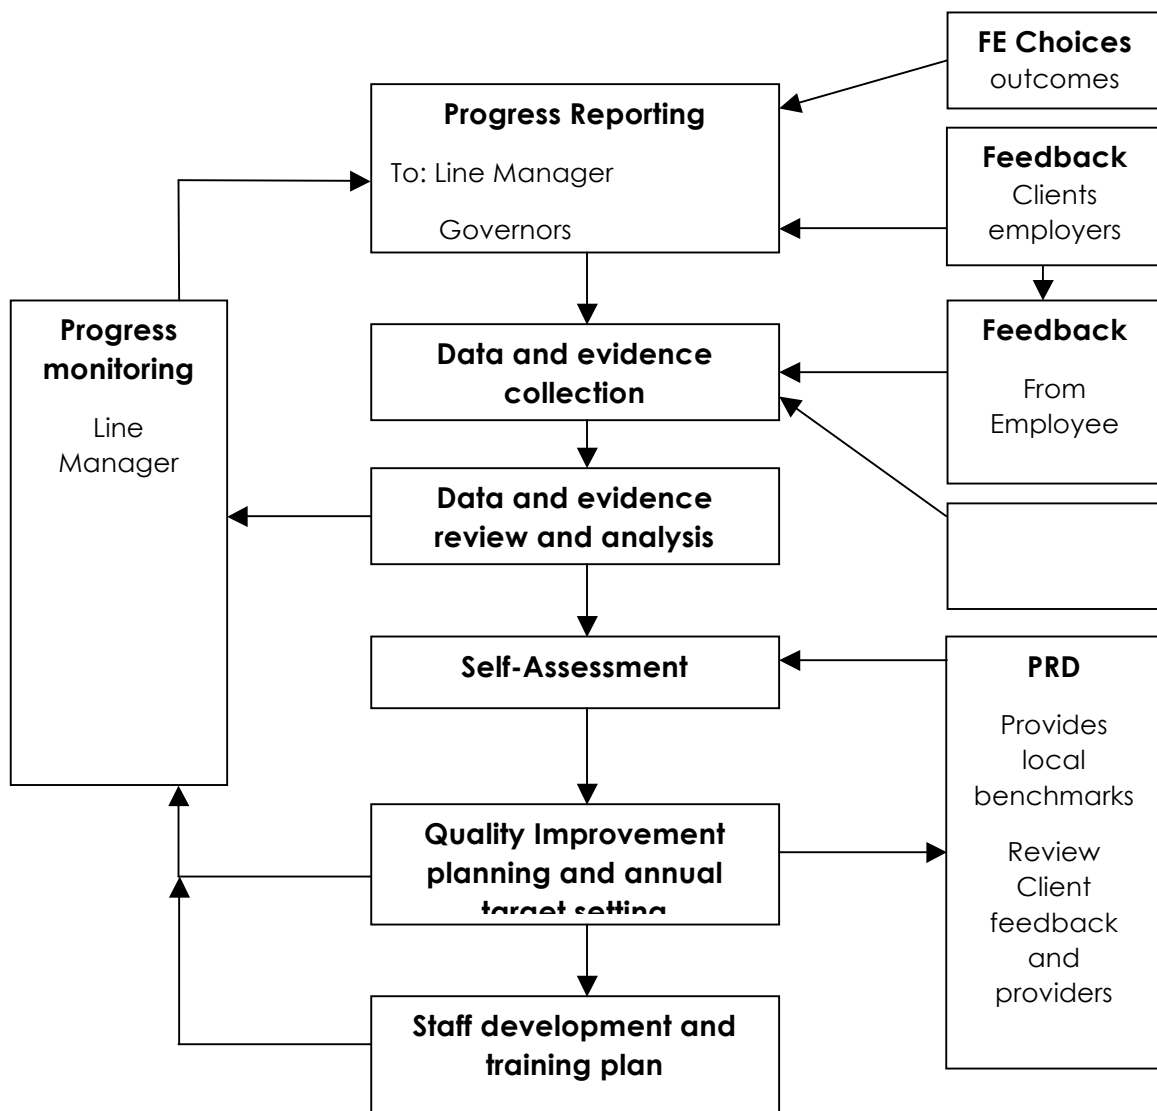 FE Choices
outcomes
Progress Reporting
To: Line Manager
Governors
Feedback
Clients
employers
Progress
monitoring
Line
Manager
Data and evidence
collection
Feedback
From
Employee
Data and evidence
review and analysis
Self-Assessment
PRD
Provides
local
benchmarks
Review
Client
feedback
and
providers
Quality Improvement
planning and annual
target setting
Staff development and
training plan